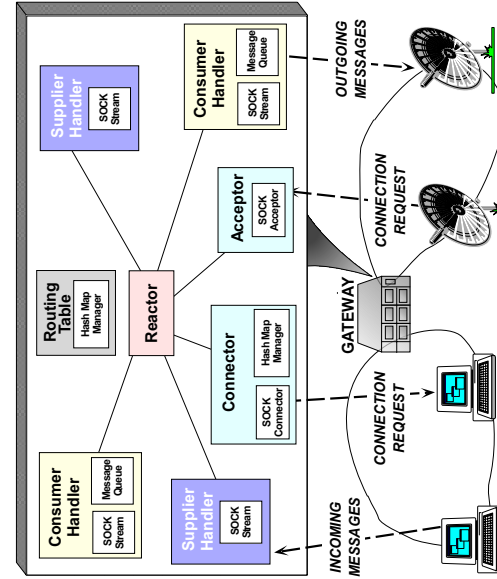 Consumer
Handler
SOCK
Stream
Message
Queue
Supplier
Handler
SOCK
Stream
Routing
Table
Hash Map
Manager
Reactor
Connector
SOCK
Connector
Hash Map
Manager
Supplier
Handler
SOCK
Stream
Consumer
Handler
SOCK
Stream
Message
Queue
Acceptor
SOCK
Acceptor
INCOMING
MESSAGES
CONNECTION
REQUEST
GATEWAY
CONNECTION
REQUEST
OUTGOING
MESSAGES